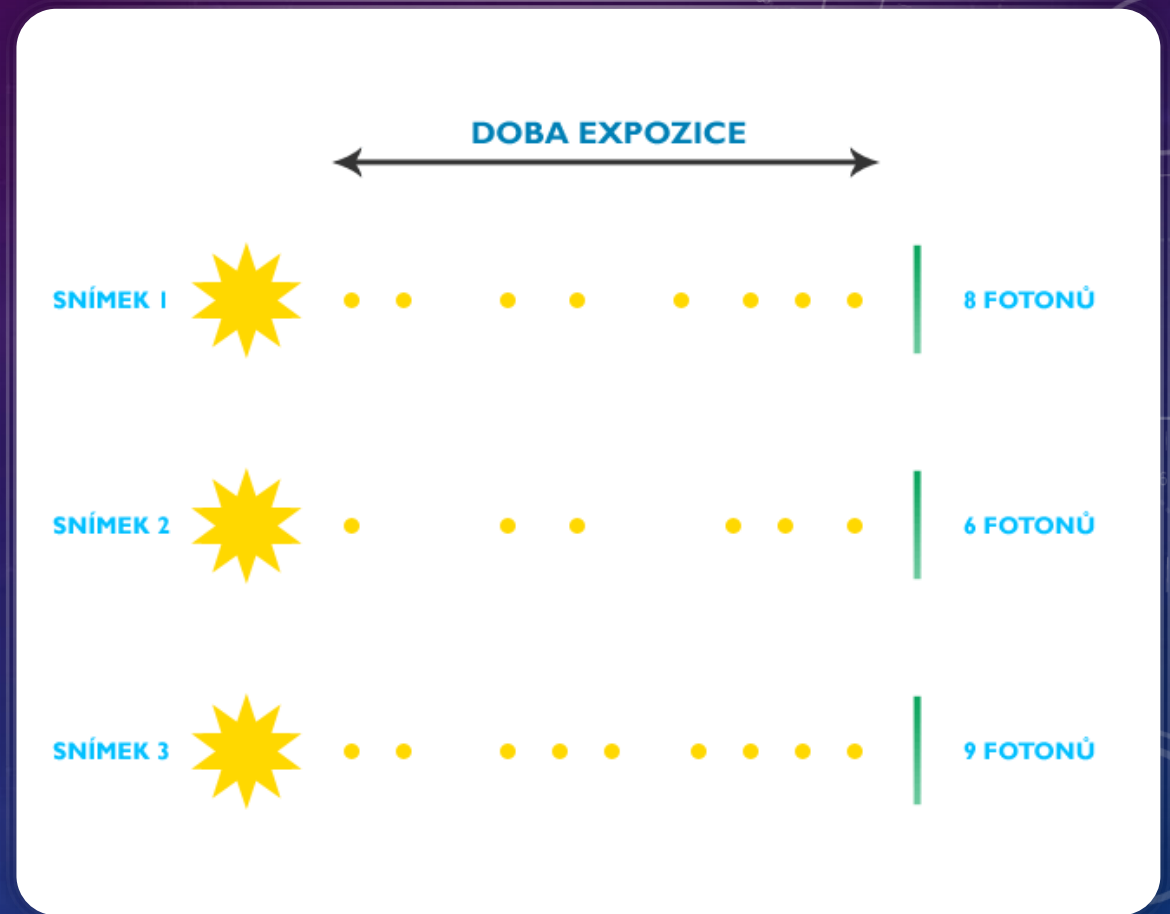 DOBA EXPOZICE
SNÍMEK 1
8 FOTONŮ
SNÍMEK 2
6 FOTONŮ
SNÍMEK 3
9 FOTONŮ